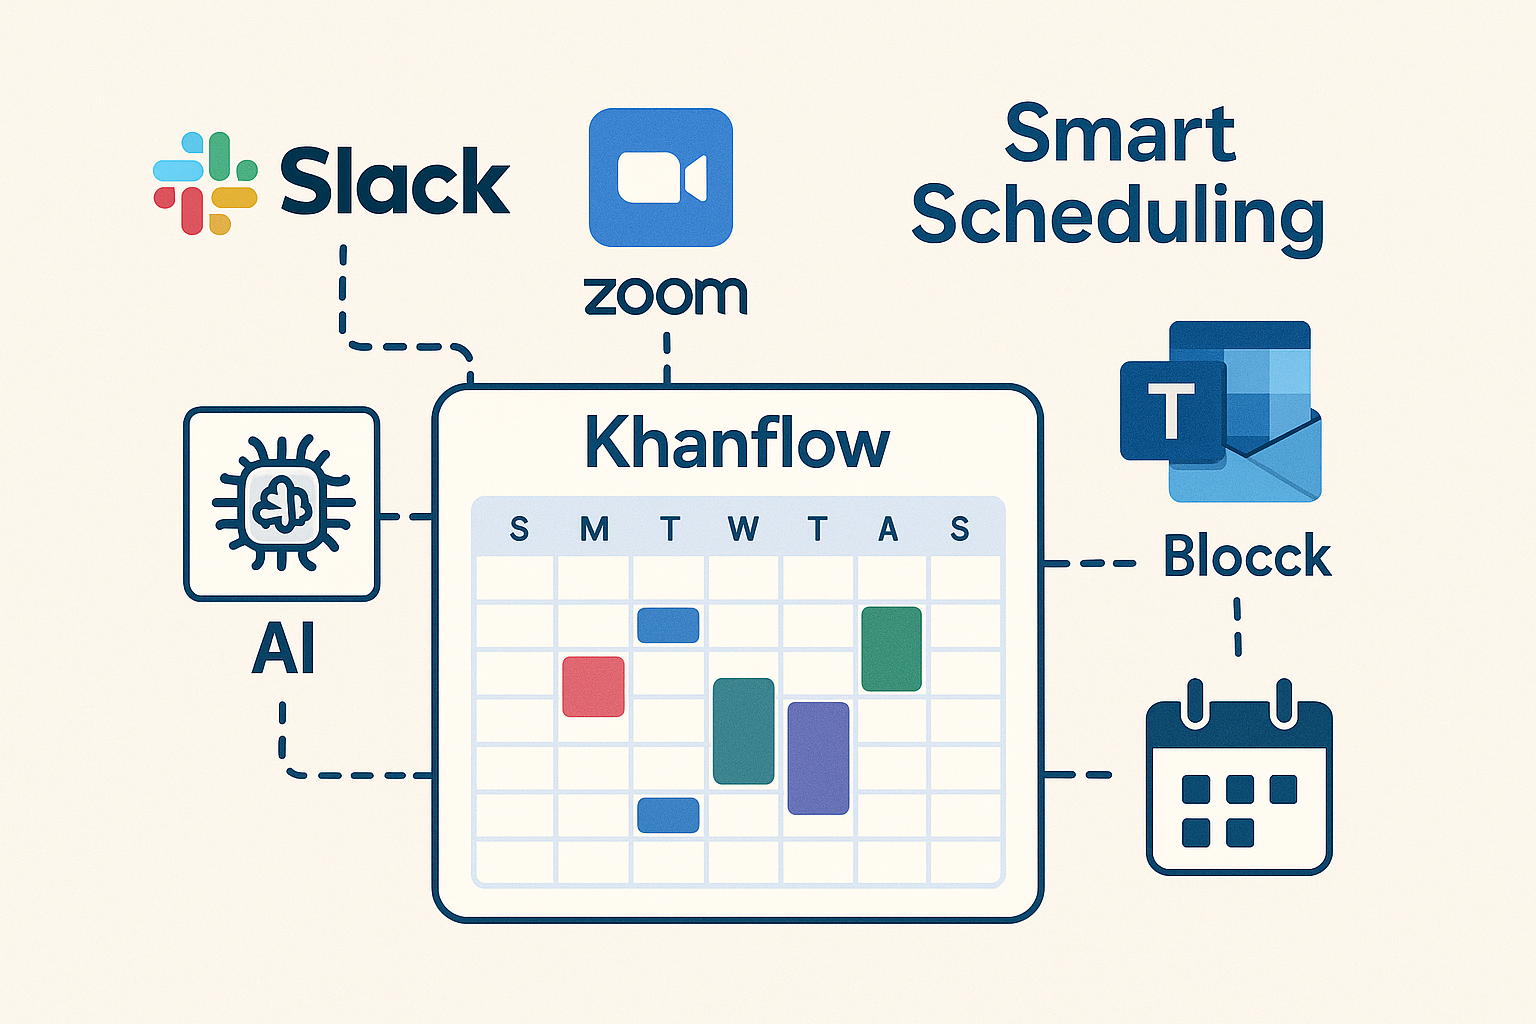 Slack
zoom
Smart
Scheduling
Khanflow
S M T W T A S
T
Blocck
AI